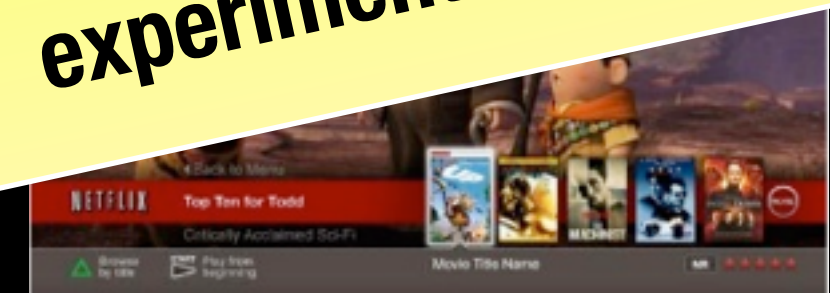 experiment
Back to Menu
NETFLIX Top Ten for Todd
Critically Acclaimed Sci-Fi
Browse by title
START Play from beginning
Movie Title Name
NR